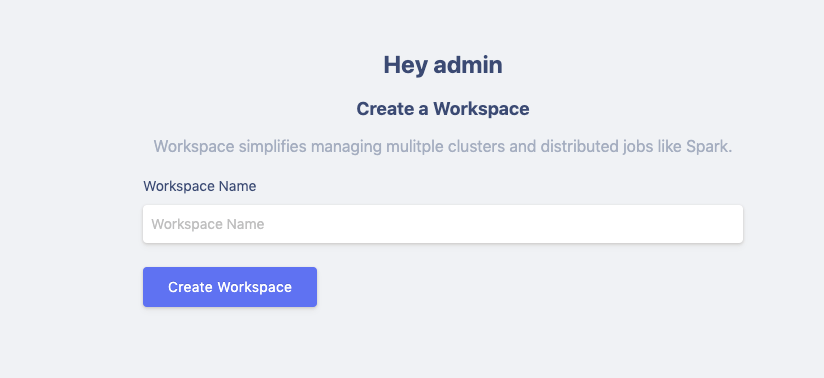 Hey admin
Create a Workspace
Workspace simplifies managing mulitple clusters and distributed jobs like Spark.
Workspace Name
Workspace Name
Create Workspace